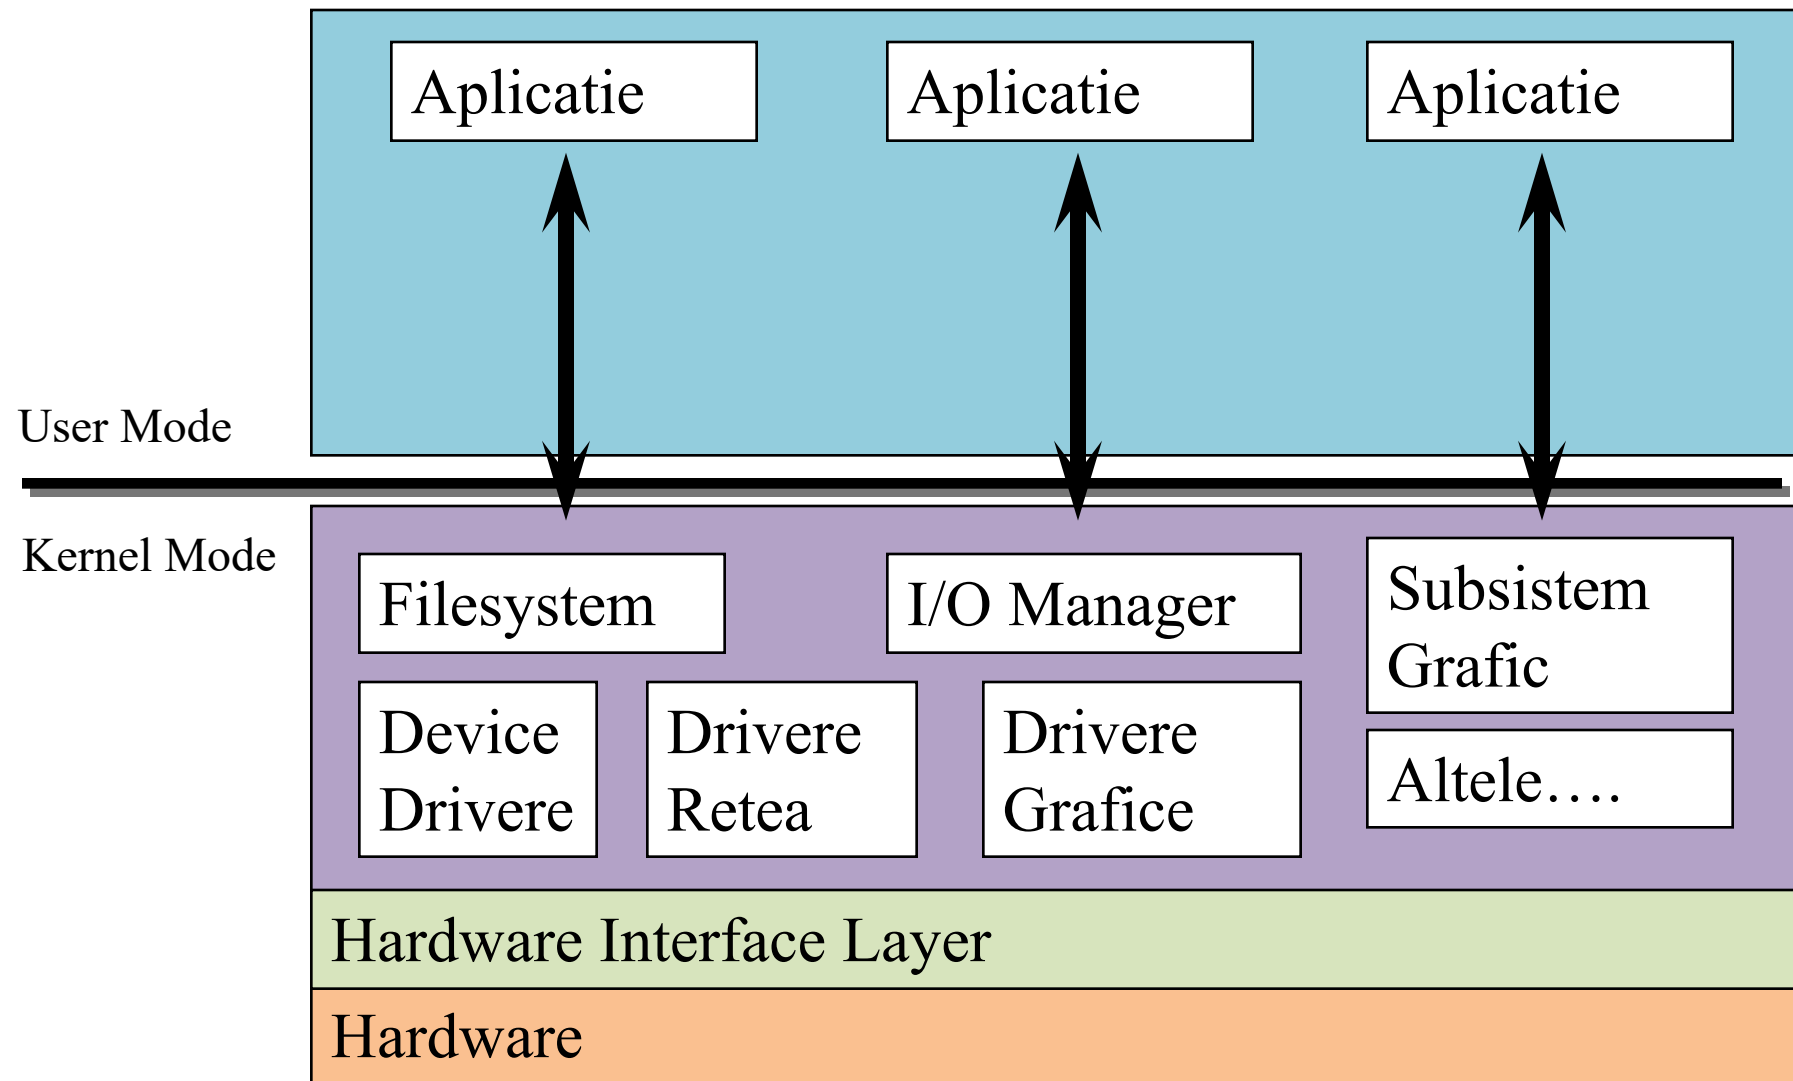 Aplicatie
Aplicatie
Aplicatie
User Mode
Kernel Mode
Filesystem
I/O Manager
Subsistem
Grafic
Device
Drivere
Drivere
Retea
Drivere
Grafice
Altele….
Hardware Interface Layer
Hardware